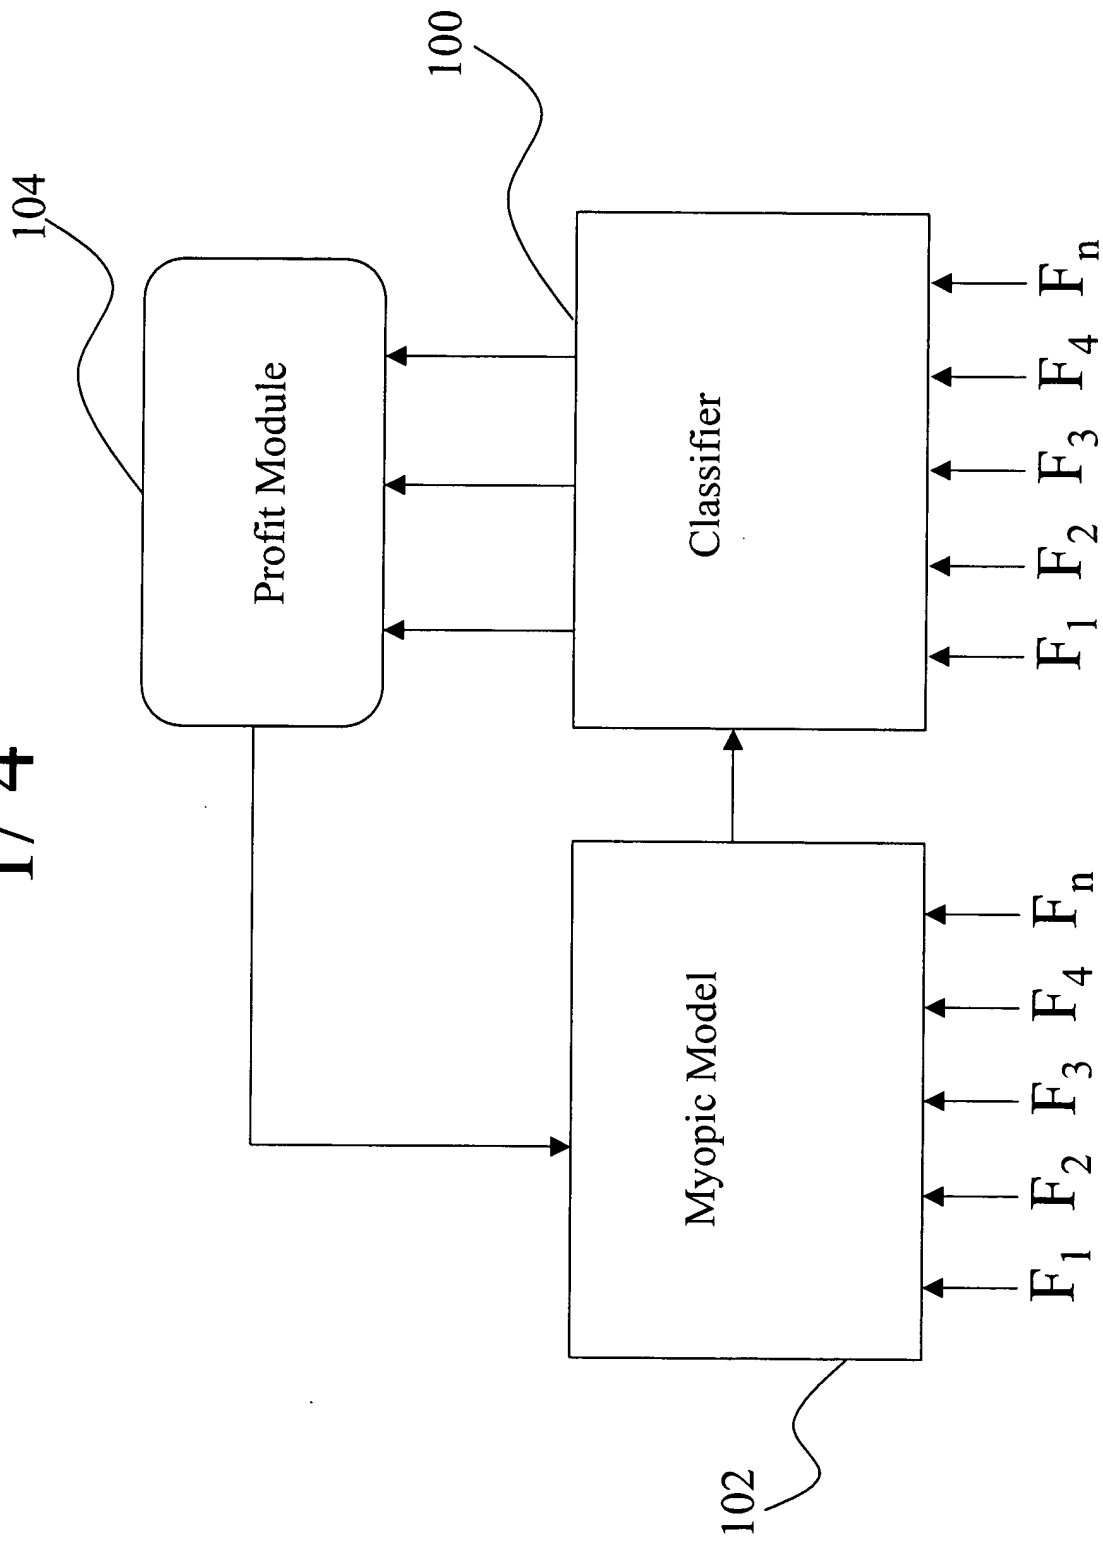 1/4
104
Profit Module
100
Classifier
Myopic Model
102
F1 F2 F3 F4 Fn
F1 F2 F3 F4 Fn